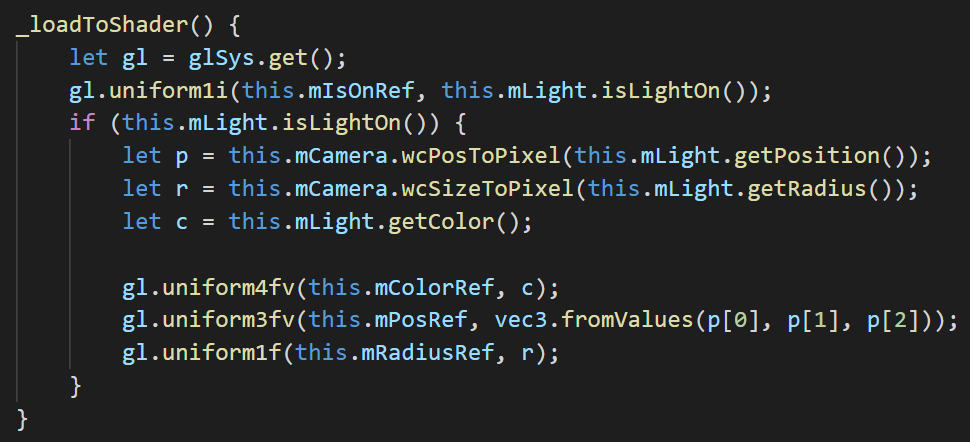 _loadToShader() {
    let gl = glSys.get();
    gl.uniform1i(this.mIsOnRef, this.mLight.isLightOn());
    if (this.mLight.isLightOn()) {
        let p = this.mCamera.wcPosToPixel(this.mLight.getPosition());
        let r = this.mCamera.wcSizeToPixel(this.mLight.getRadius());
        let c = this.mLight.getColor();

        gl.uniform4fv(this.mColorRef, c);
        gl.uniform3fv(this.mPosRef, vec3.fromValues(p[0], p[1], p[2]));
        gl.uniform1f(this.mRadiusRef, r);
    }
}